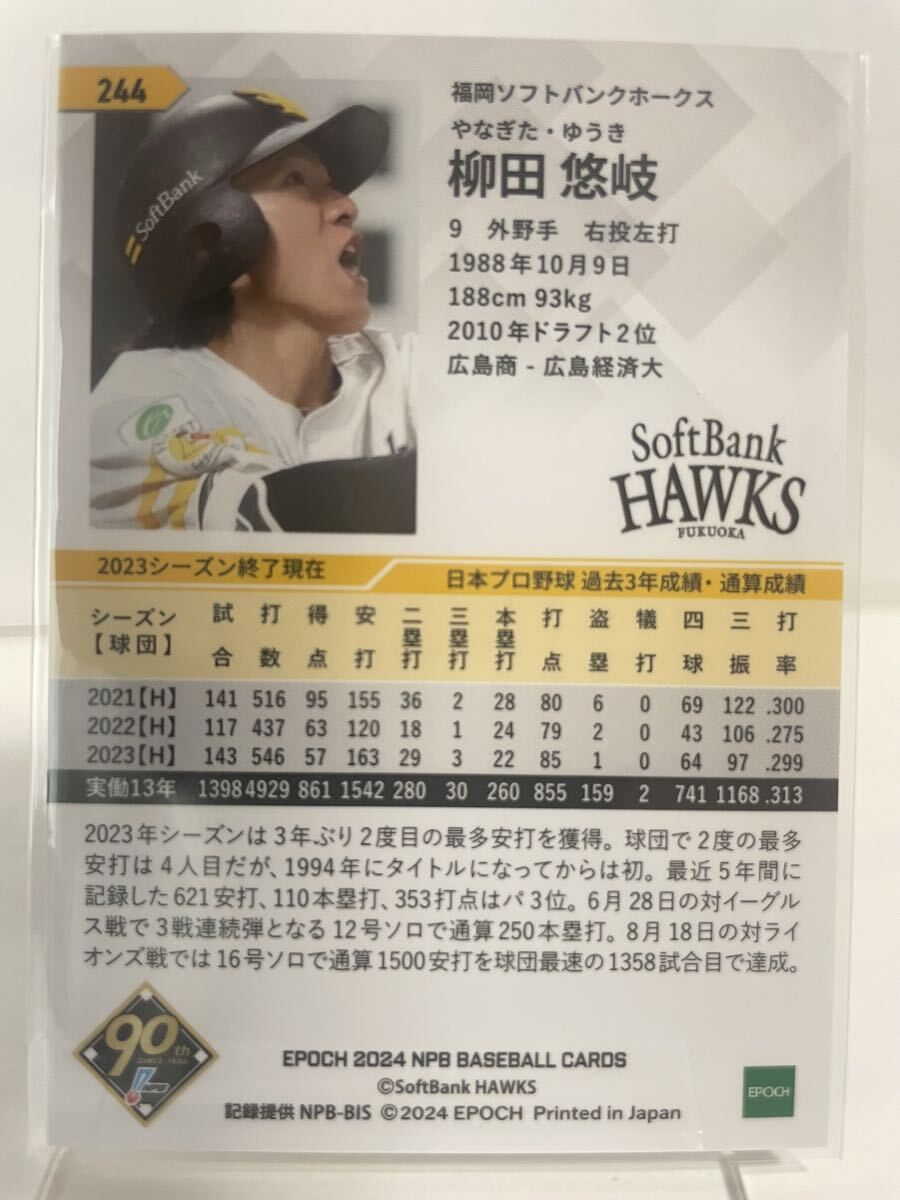 244
SoftBank
福岡ソフトバンクホークス
やなぎた・ゆうき
柳田 悠岐
9 外野手 右投左打
1988年10月9日
188cm 93kg
2010年ドラフト2位
広島商 - 広島経済大
SoftBank
HAWKS
FUKUOKA
2023シーズン終了現在
日本プロ野球 過去3年成績・通算成績
シーズン【球団】 試合 打数 得点 安打 二塁打 三塁打 本塁打 打点 盗塁 犠打 四球 三振 打率
2021【H】 141 516 95 155 36 2 28 80 6 0 69 122 .300
2022【H】 117 437 63 120 18 1 24 79 2 0 43 106 .275
2023【H】 143 546 57 163 29 3 22 85 1 0 64 97 .299
実働13年 1398 4929 861 1542 280 30 260 855 159 2 741 1168 .313
2023年シーズンは3年ぶり2度目の最多安打を獲得。球団で2度の最多
安打は4人目だが、1994年にタイトルになってからは初。最近5年間に
記録した621安打、110本塁打、353打点はパ3位。6月28日の対イーグル
ス戦で3戦連続弾となる12号ソロで通算250本塁打。8月18日の対ライ
オンズ戦では16号ソロで通算1500安打を球団最速の1358試合目で達成。
90th
SINCE 1934
NPB
EPOCH 2024 NPB BASEBALL CARDS
©SoftBank HAWKS
記録提供 NPB-BIS ©2024 EPOCH Printed in Japan
EPOCH